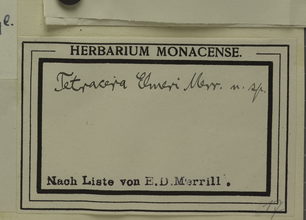 HERBARIUM MONACENSE.
Tetracera Elmeri Merr. n. sp.
Nach Liste von E.D.Merrill.